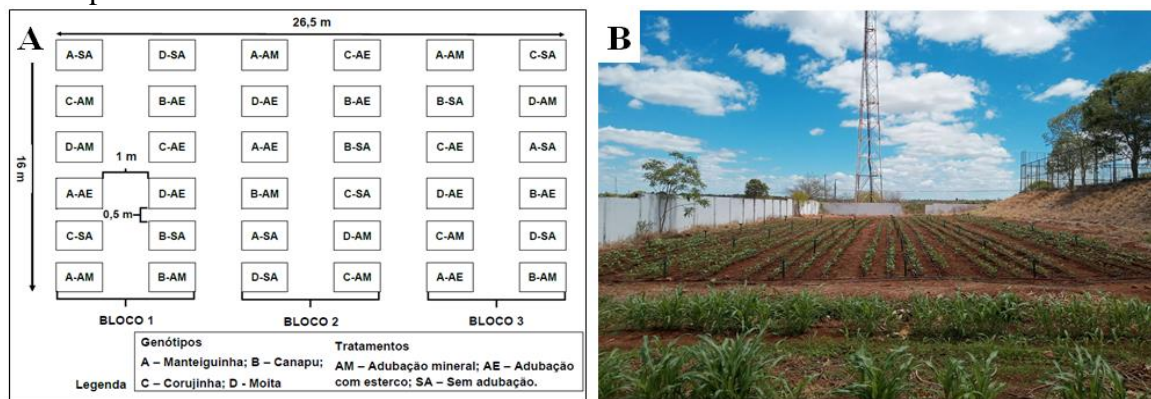 A
26,5 m
B
A-SA D-SA A-AM C-AE A-AM C-SA
C-AM B-AE D-AE B-AE B-SA D-AM
16 m
D-AM C-AE A-AE B-SA C-AE A-SA
1 m
A-AE D-AE B-AM C-SA D-AE B-AE
0,5 m
C-SA B-SA A-SA D-AM C-AM D-SA
A-AM B-AM D-SA C-AM A-AE B-AM
BLOCO 1 BLOCO 2 BLOCO 3
Legenda
Genótipos
A – Manteiguinha; B – Canapu;
C – Corujinha; D - Moita
Tratamentos
AM – Adubação mineral; AE – Adubação
com esterco; SA – Sem adubação.